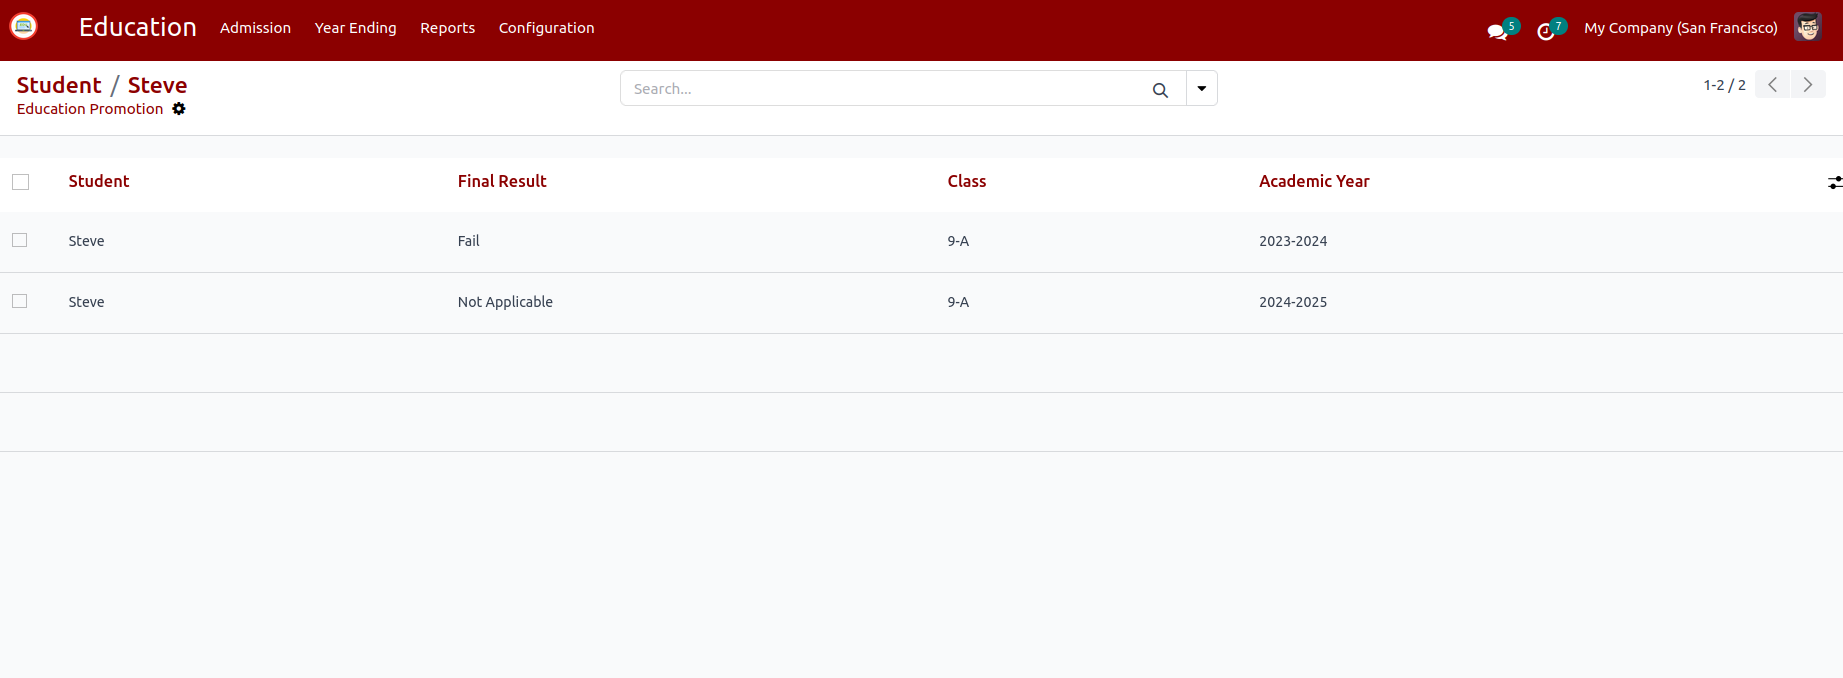 Education Admission Year Ending Reports Configuration 5 7 My Company (San Francisco)
Student / Steve Search... 1-2 / 2
Education Promotion
Student Final Result Class Academic Year
Steve Fail 9-A 2023-2024
Steve Not Applicable 9-A 2024-2025